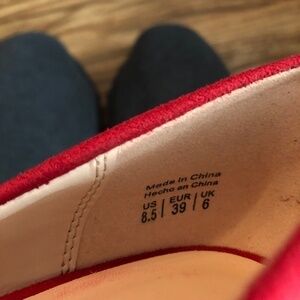 Made in China
Hecho en China
US | EUR | UK
8.5 | 39 | 6